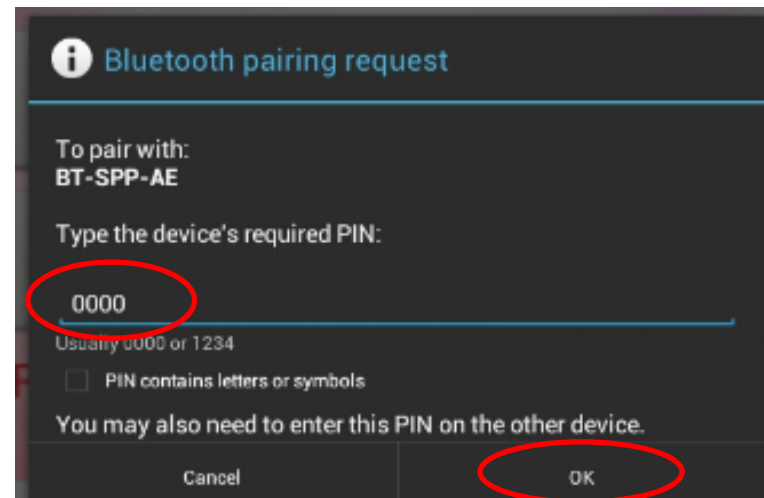 Bluetooth pairing request
To pair with:
BT-SPP-AE
Type the device's required PIN:
0000
Usually 0000 or 1234
PIN contains letters or symbols
You may also need to enter this PIN on the other device.
Cancel OK